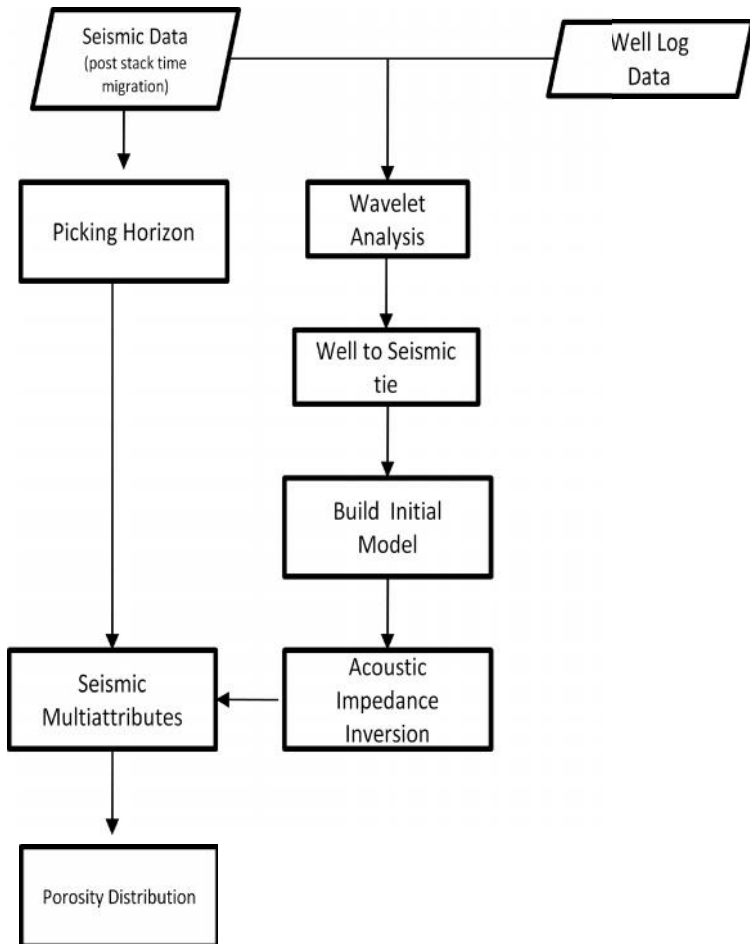 Seismic Data
(post stack time
migration)
Well Log
Data
Picking Horizon
Wavelet
Analysis
Well to Seismic
tie
Build Initial
Model
Seismic
Multiattributes
Acoustic
Impedance
Inversion
Porosity Distribution